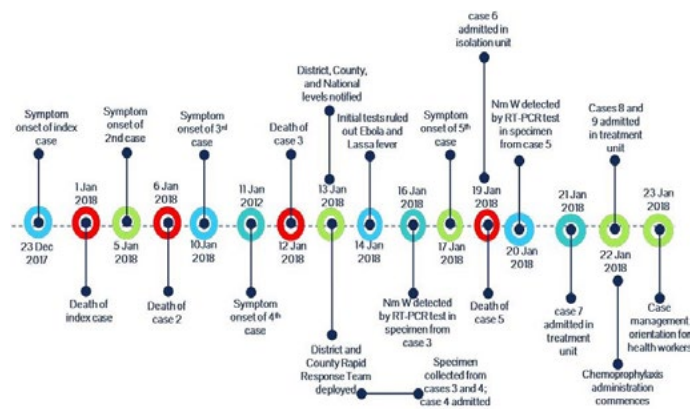 case 6
admitted in
isolation unit
District, County,
and National
levels notified
Symptom
onset of index
case
Symptom
onset of
2nd case
Symptom
onset of 3rd
case
Death of
case 3
Initial tests ruled
out Ebola and
Lassa fever
Symptom
onset of 5th
case
Nm W detected
by RT-PCR test
in specimen
from case 5
Cases 8 and
9 admitted
in treatment
unit
23 Dec
2017
1 Jan
2018
5 Jan
2018
6 Jan
2018
10 Jan
2018
11 Jan
2012
12 Jan
2018
13 Jan
2018
14 Jan
2018
16 Jan
2018
17 Jan
2018
19 Jan
2018
20 Jan
2018
21 Jan
2018
22 Jan
2018
23 Jan
2018
Death of
index case
Death of
case 2
Symptom
onset of 4th
case
District and
County Rapid
Response Team
deployed
Specimen
collected from
cases 3 and 4;
case 4 admitted
Nm W detected
by RT-PCR test in
specimen from
case 3
Death of
case 5
case 7
admitted in
treatment
unit
Chemoprophylaxis
administration
commences
Case
management
orientation for
health workers